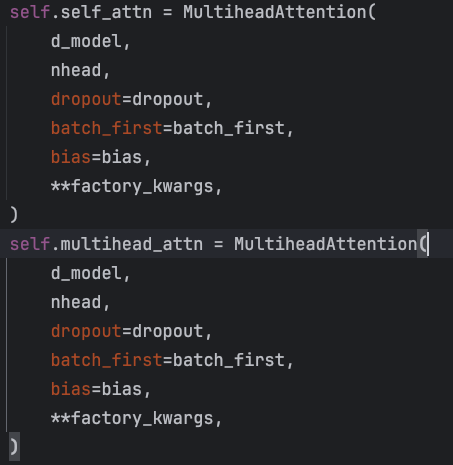 self.self_attn = MultiheadAttention(
    d_model,
    nhead,
    dropout=dropout,
    batch_first=batch_first,
    bias=bias,
    **factory_kwargs,
)
self.multihead_attn = MultiheadAttention(
    d_model,
    nhead,
    dropout=dropout,
    batch_first=batch_first,
    bias=bias,
    **factory_kwargs,
)